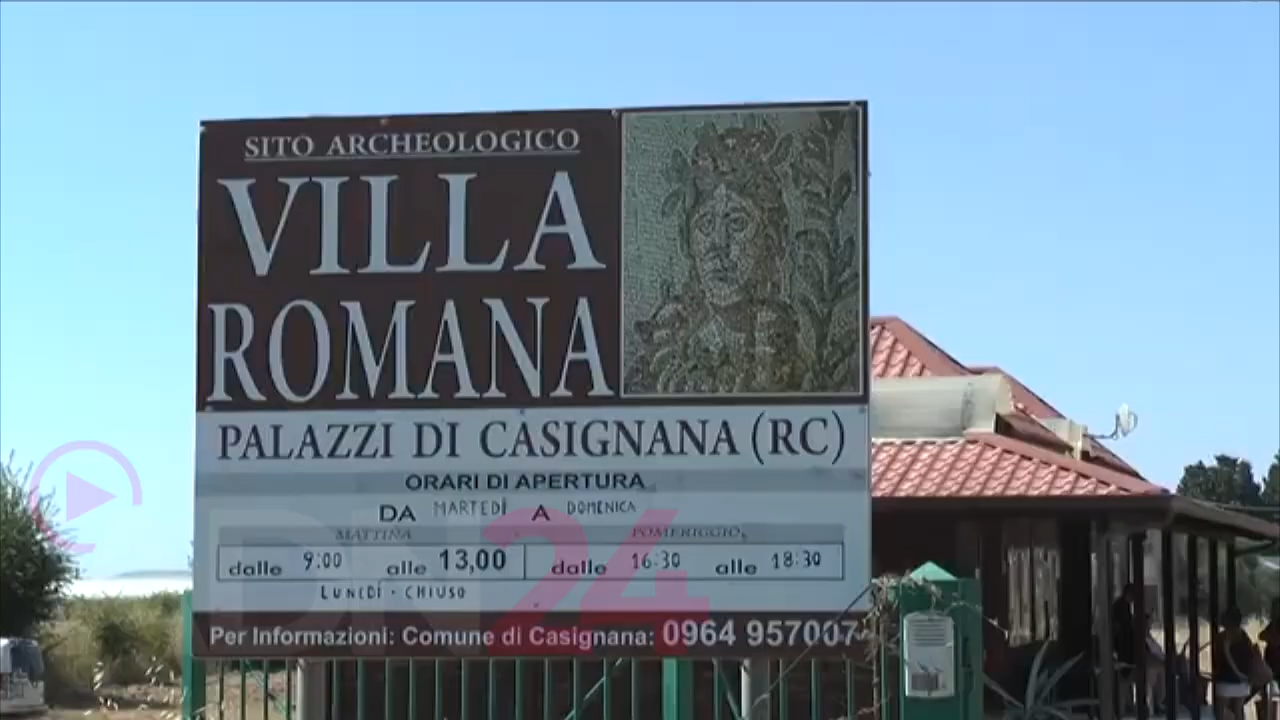 SITO ARCHEOLOGICO
VILLA
ROMANA
PALAZZI DI CASIGNANA (RC)
ORARI DI APERTURA
DA MARTEDÌ A DOMENICA
MATTINA POMERIGGIO
dalle 9:00 alle 13,00 dalle 16:30 alle 18:30
LUNEDÌ - CHIUSO
Per Informazioni: Comune di Casignana: 0964 957007
24